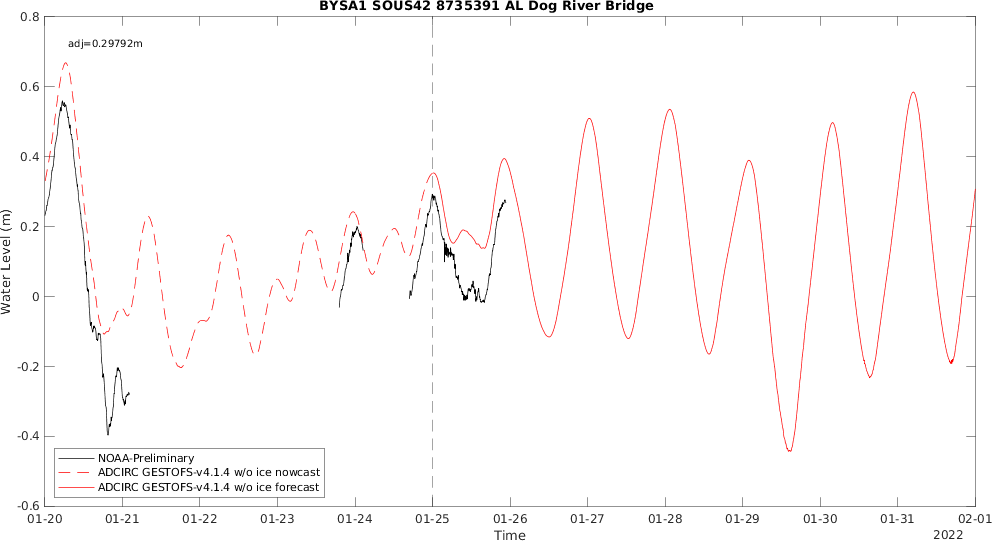 BYSA1 SOUS42 8735391 AL Dog River Bridge
adj=0.29792m
0.8
0.6
0.4
0.2
0
-0.2
-0.4
-0.6
Water Level (m)
NOAA-Preliminary
ADCIRC GESTOFS-v4.1.4 w/o ice nowcast
ADCIRC GESTOFS-v4.1.4 w/o ice forecast
01-20 01-21 01-22 01-23 01-24 01-25 01-26 01-27 01-28 01-29 01-30 01-31 02-01
Time
2022